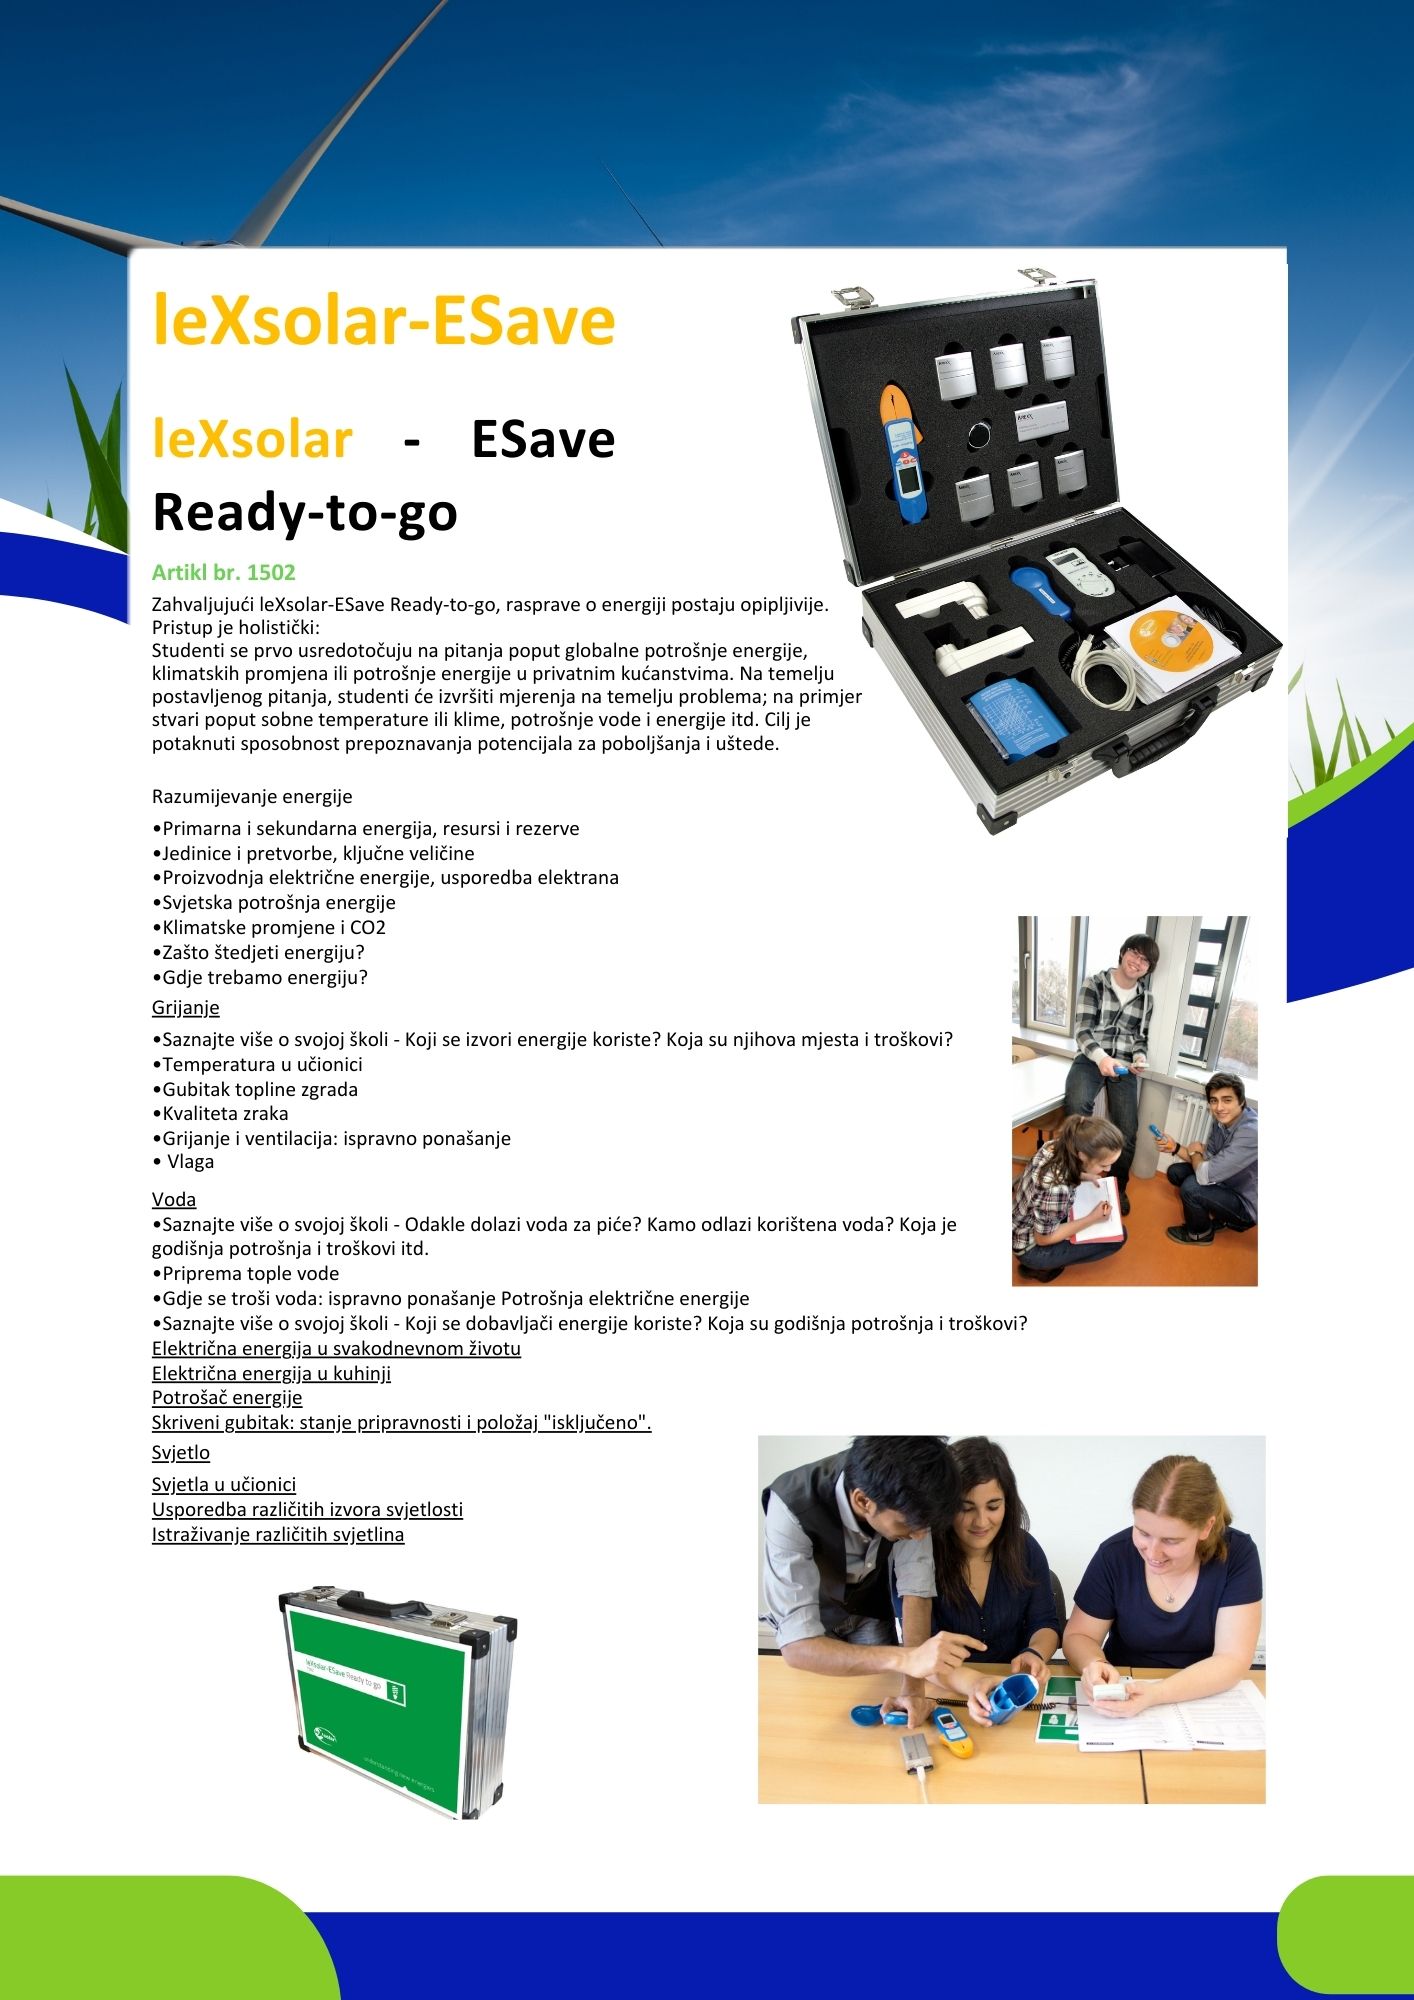 leXsolar-ESave
leXsolar - ESave
Ready-to-go
Artikl br. 1502
Zahvaljujući leXsolar-ESave Ready-to-go, rasprave o energiji postaju opipljivije.
Pristup je holistički:
Studenti se prvo usredotočuju na pitanja poput globalne potrošnje energije,
klimatskih promjena ili potrošnje energije u privatnim kućanstvima. Na temelju
postavljenog pitanja, studenti će izvršiti mjerenja na temelju problema; na primjer
stvari poput sobne temperature ili klime, potrošnje vode i energije itd. Cilj je
potaknuti sposobnost prepoznavanja potencijala za poboljšanja i uštede.
Razumijevanje energije
•Primarna i sekundarna energija, resursi i rezerve
•Jedinice i pretvorbe, ključne veličine
•Proizvodnja električne energije, usporedba elektrana
•Svjetska potrošnja energije
•Klimatske promjene i CO2
•Zašto štedjeti energiju?
•Gdje trebamo energiju?
Grijanje
•Saznajte više o svojoj školi - Koji se izvori energije koriste? Koja su njihova mjesta i troškovi?
•Temperatura u učionici
•Gubitak topline zgrada
•Kvaliteta zraka
•Grijanje i ventilacija: ispravno ponašanje
• Vlaga
Voda
•Saznajte više o svojoj školi - Odakle dolazi voda za piće? Kamo odlazi korištena voda? Koja je
godišnja potrošnja i troškovi itd.
•Priprema tople vode
•Gdje se troši voda: ispravno ponašanje Potrošnja električne energije
•Saznajte više o svojoj školi - Koji se dobavljači energije koriste? Koja su godišnja potrošnja i troškovi?
Električna energija u svakodnevnom životu
Električna energija u kuhinji
Potrošač energije
Skriveni gubitak: stanje pripravnosti i položaj "isključeno".
Svjetlo
Svjetla u učionici
Usporedba različitih izvora svjetlosti
Istraživanje različitih svjetlina
leXsolar-ESave Ready to go
understanding new energies